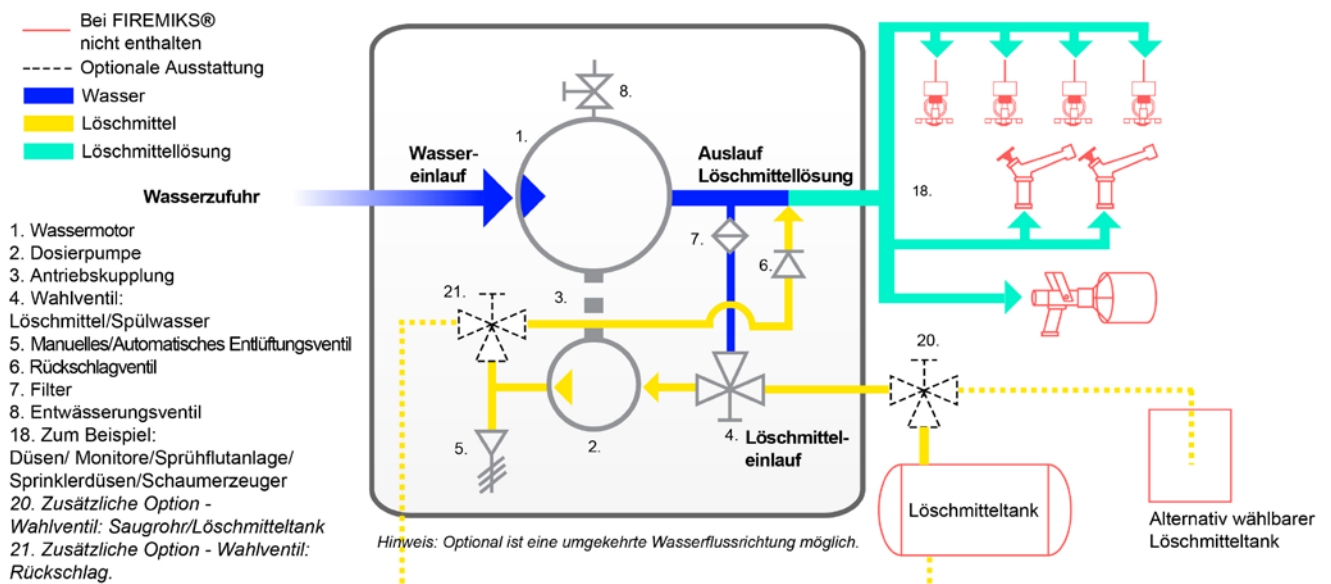 Bei FIREMIKS®
nicht enthalten
Optionale Ausstattung
Wasser
Löschmittel
Löschmittellösung
Wasserzufuhr
1. Wassermotor
2. Dosierpumpe
3. Antriebskupplung
4. Wahlventil:
Löschmittel/Spülwasser
5. Manuelles/Automatisches Entlüftungsventil
6. Rückschlagventil
7. Filter
8. Entwässerungsventil
18. Zum Beispiel:
Düsen/ Monitore/Sprühflutanlage/
Sprinklerdüsen/Schaumerzeuger
20. Zusätzliche Option -
Wahlventil: Saugrohr/Löschmitteltank
21. Zusätzliche Option - Wahlventil:
Rückschlag.
8.
1.
Wasser-
einlauf
Auslauf
Löschmittellösung
18.
7.
6.
21.
3.
20.
5.
2.
4.
Löschmittel-
einlauf
Löschmitteltank
Alternativ wählbarer
Löschmitteltank
Hinweis: Optional ist eine umgekehrte Wasserflussrichtung möglich.